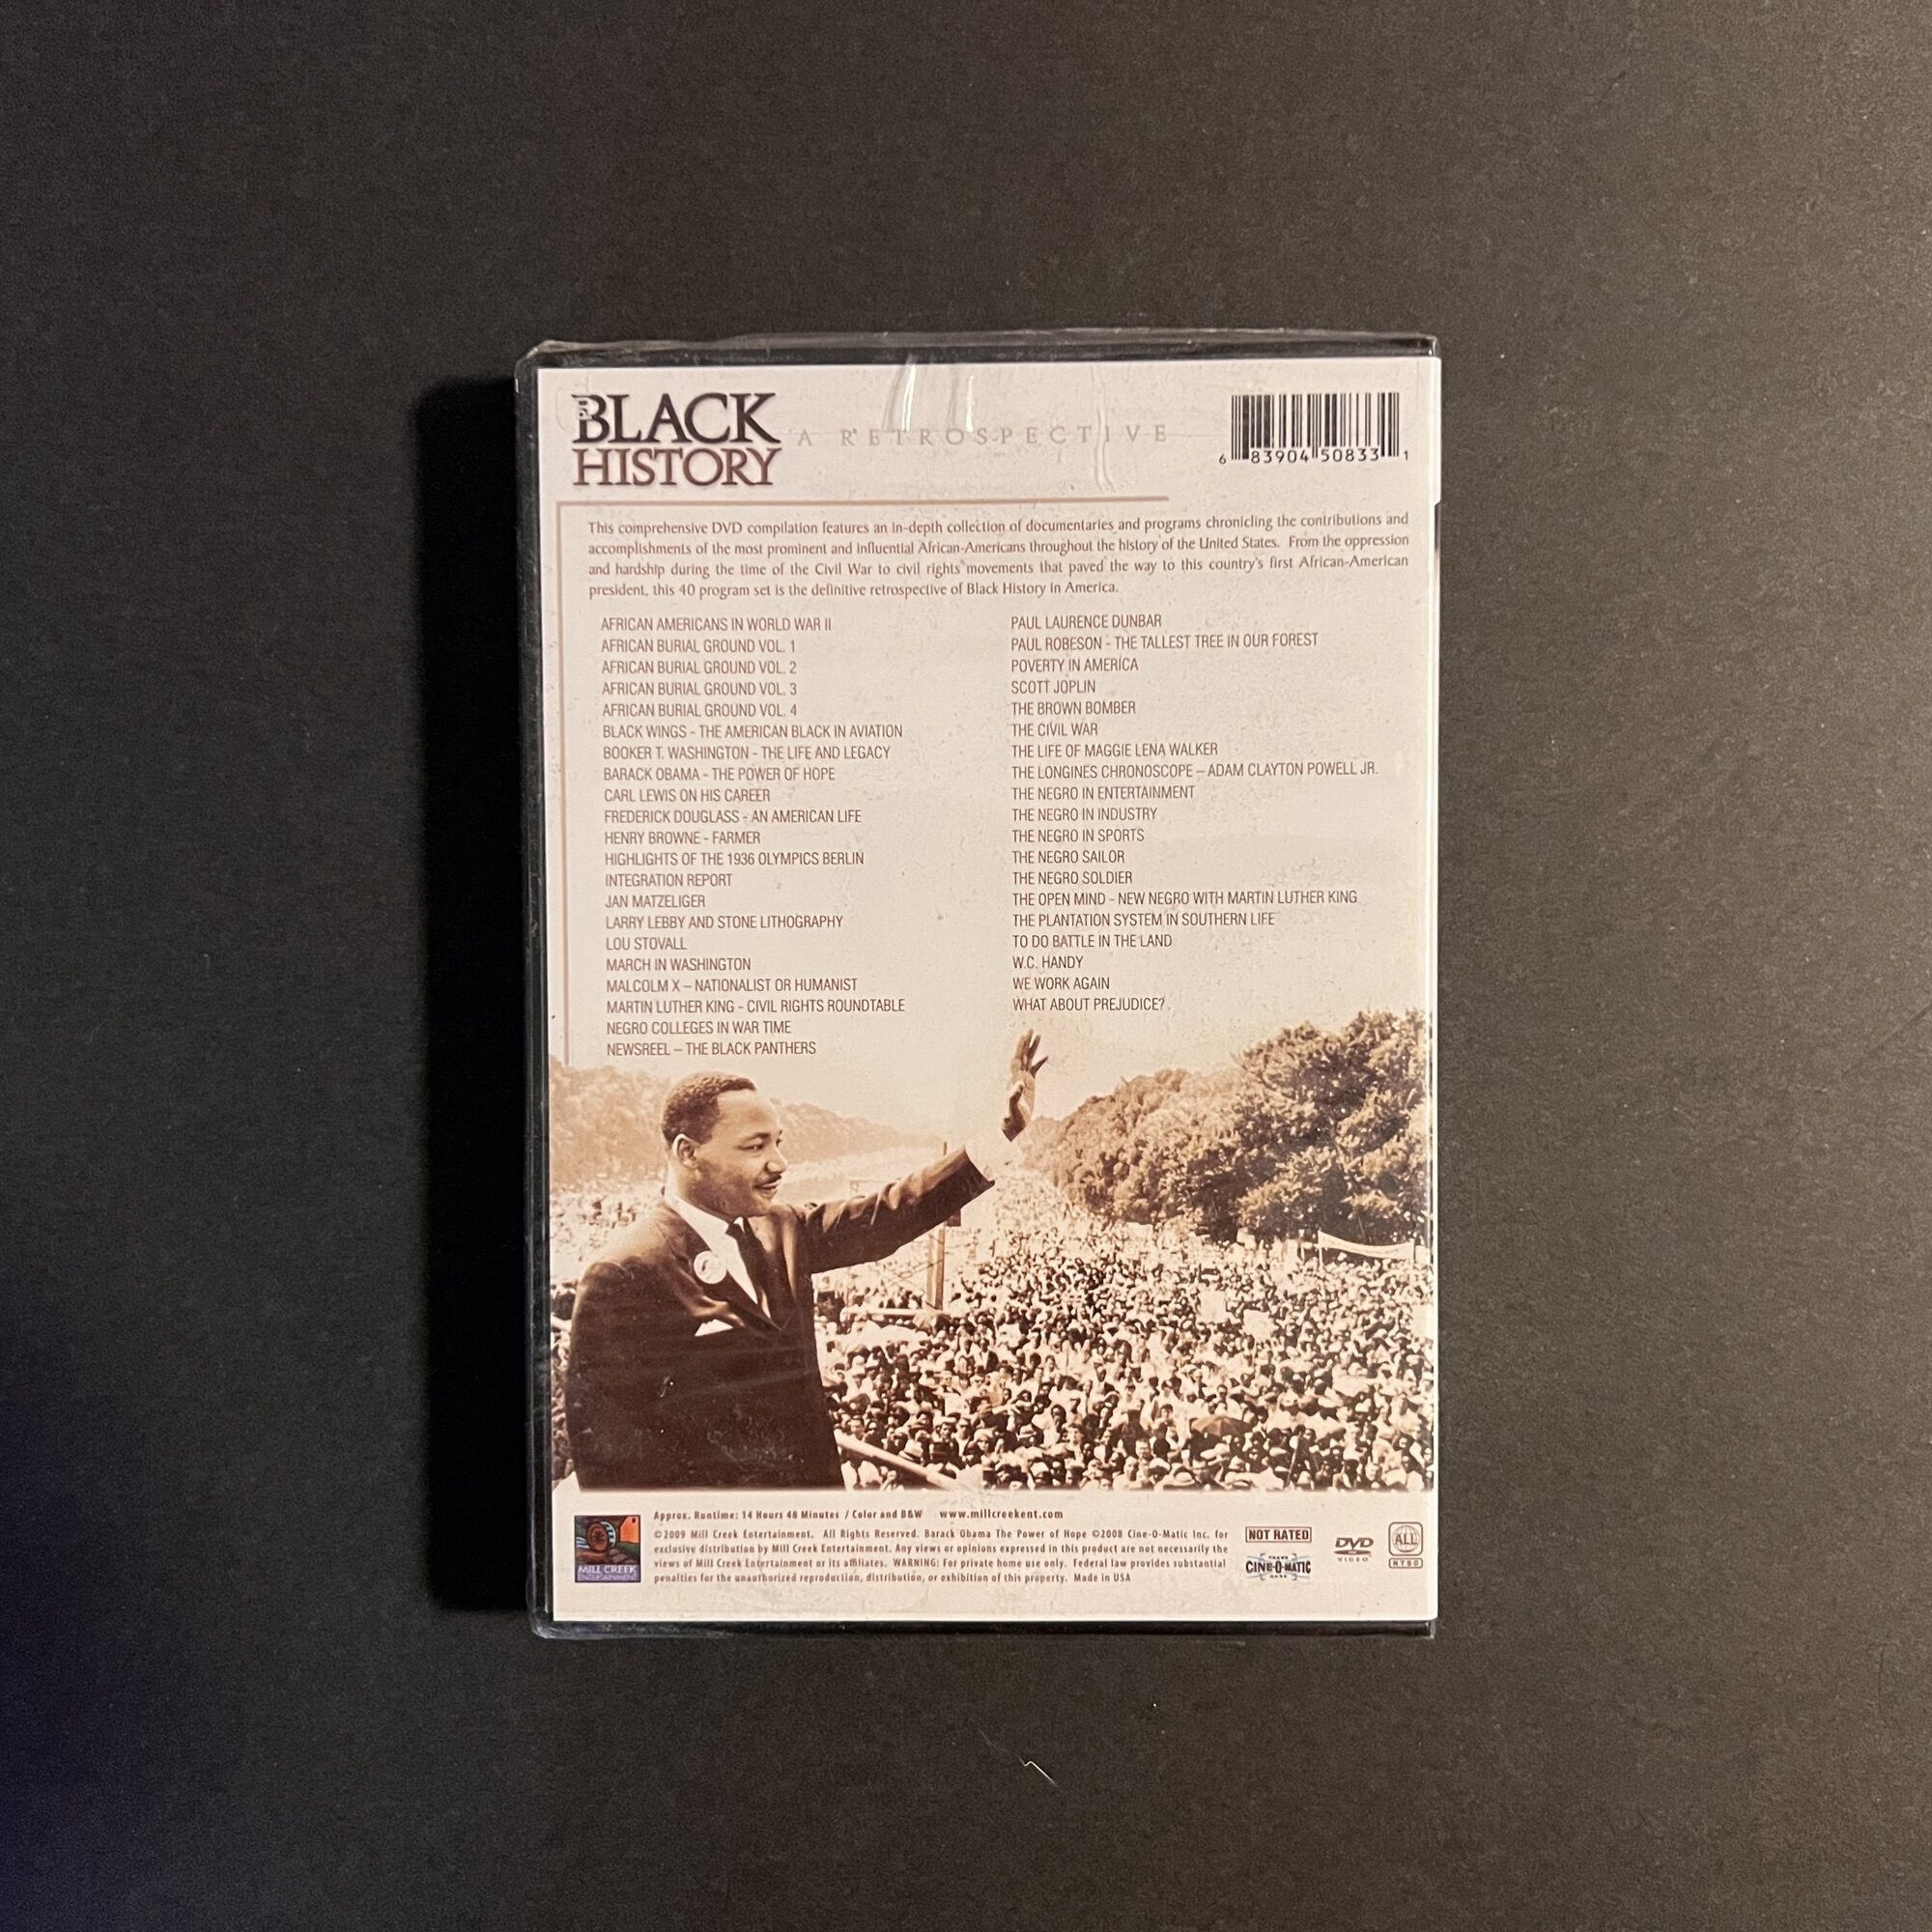 BLACK
HISTORY
A RETROSPECTIVE
6 83904 50833 1
This comprehensive DVD compilation features an in-depth collection of documentaries and programs chronicling the contributions and
accomplishments of the most prominent and influential African-Americans throughout the history of the United States. From the oppression
and hardship during the time of the Civil War to civil rights movements that paved the way to this country's first African-American
president, this 40 program set is the definitive retrospective of Black History in America.
AFRICAN AMERICANS IN WORLD WAR II
AFRICAN BURIAL GROUND VOL. 1
AFRICAN BURIAL GROUND VOL. 2
AFRICAN BURIAL GROUND VOL. 3
AFRICAN BURIAL GROUND VOL. 4
BLACK WINGS - THE AMERICAN BLACK IN AVIATION
BOOKER T. WASHINGTON - THE LIFE AND LEGACY
BARACK OBAMA - THE POWER OF HOPE
CARL LEWIS ON HIS CAREER
FREDERICK DOUGLASS - AN AMERICAN LIFE
HENRY BROWNE - FARMER
HIGHLIGHTS OF THE 1936 OLYMPICS BERLIN
INTEGRATION REPORT
JAN MATZELIGER
LARRY LEBBY AND STONE LITHOGRAPHY
LOU STOVALL
MARCH IN WASHINGTON
MALCOLM X – NATIONALIST OR HUMANIST
MARTIN LUTHER KING - CIVIL RIGHTS ROUNDTABLE
NEGRO COLLEGES IN WAR TIME
NEWSREEL – THE BLACK PANTHERS
PAUL LAURENCE DUNBAR
PAUL ROBESON - THE TALLEST TREE IN OUR FOREST
POVERTY IN AMERICA
SCOTT JOPLIN
THE BROWN BOMBER
THE CIVIL WAR
THE LIFE OF MAGGIE LENA WALKER
THE LONGINES CHRONOSCOPE – ADAM CLAYTON POWELL JR.
THE NEGRO IN ENTERTAINMENT
THE NEGRO IN INDUSTRY
THE NEGRO IN SPORTS
THE NEGRO SAILOR
THE NEGRO SOLDIER
THE OPEN MIND - NEW NEGRO WITH MARTIN LUTHER KING
THE PLANTATION SYSTEM IN SOUTHERN LIFE
TO DO BATTLE IN THE LAND
W.C. HANDY
WE WORK AGAIN
WHAT ABOUT PREJUDICE?
Approx. Runtime: 14 Hours 48 Minutes / Color and B&W www.millcreekent.com
©2009 Mill Creek Entertainment. All Rights Reserved. Barack Obama The Power of Hope ©2008 Cine-O-Matic Inc. for
exclusive distribution by Mill Creek Entertainment. Any views or opinions expressed in this product are not necessarily the
views of Mill Creek Entertainment or its affiliates. WARNING: For private home use only. Federal law provides substantial
penalties for the unauthorized reproduction, distribution, or exhibition of this property. Made in USA
MILL CREEK
ENTERTAINMENT
NOT RATED
CINE-O-MATIC
DVD
VIDEO
ALL
NTSC